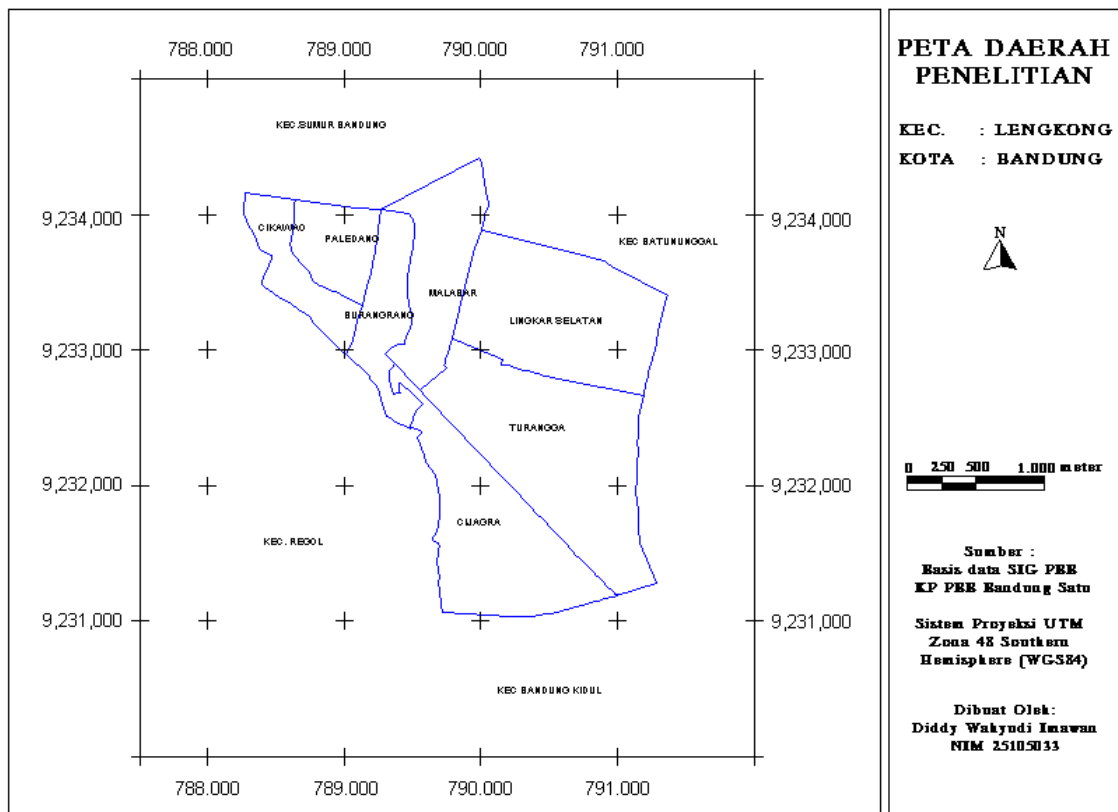 788.000 789.000 790.000 791.000
KEC.SUMUR BANDUNG
9,234,000 9,234,000
CIKAWAO
PALEDANG
KEC BATUNUNGGAL
MALABAR
BURANGRANG
LINGKAR SELATAN
9,233,000 9,233,000
TURANGGA
9,232,000 9,232,000
CIJAGRA
KEC. REGOL
9,231,000 9,231,000
KEC BANDUNG KIDUL
788.000 789.000 790.000 791.000
PETA DAERAH
PENELITIAN
KEC. : LENGKONG
KOTA : BANDUNG
N
0 250 500 1.000 meter
Sumber :
Basis data SIG PBB
KP PBB Bandung Satu
Sistem Proyeksi UTM
Zona 48 Southern
Hemisphere (WGS84)
Dibuat Oleh:
Diddy Wahyudi Imawan
NIM 25105033